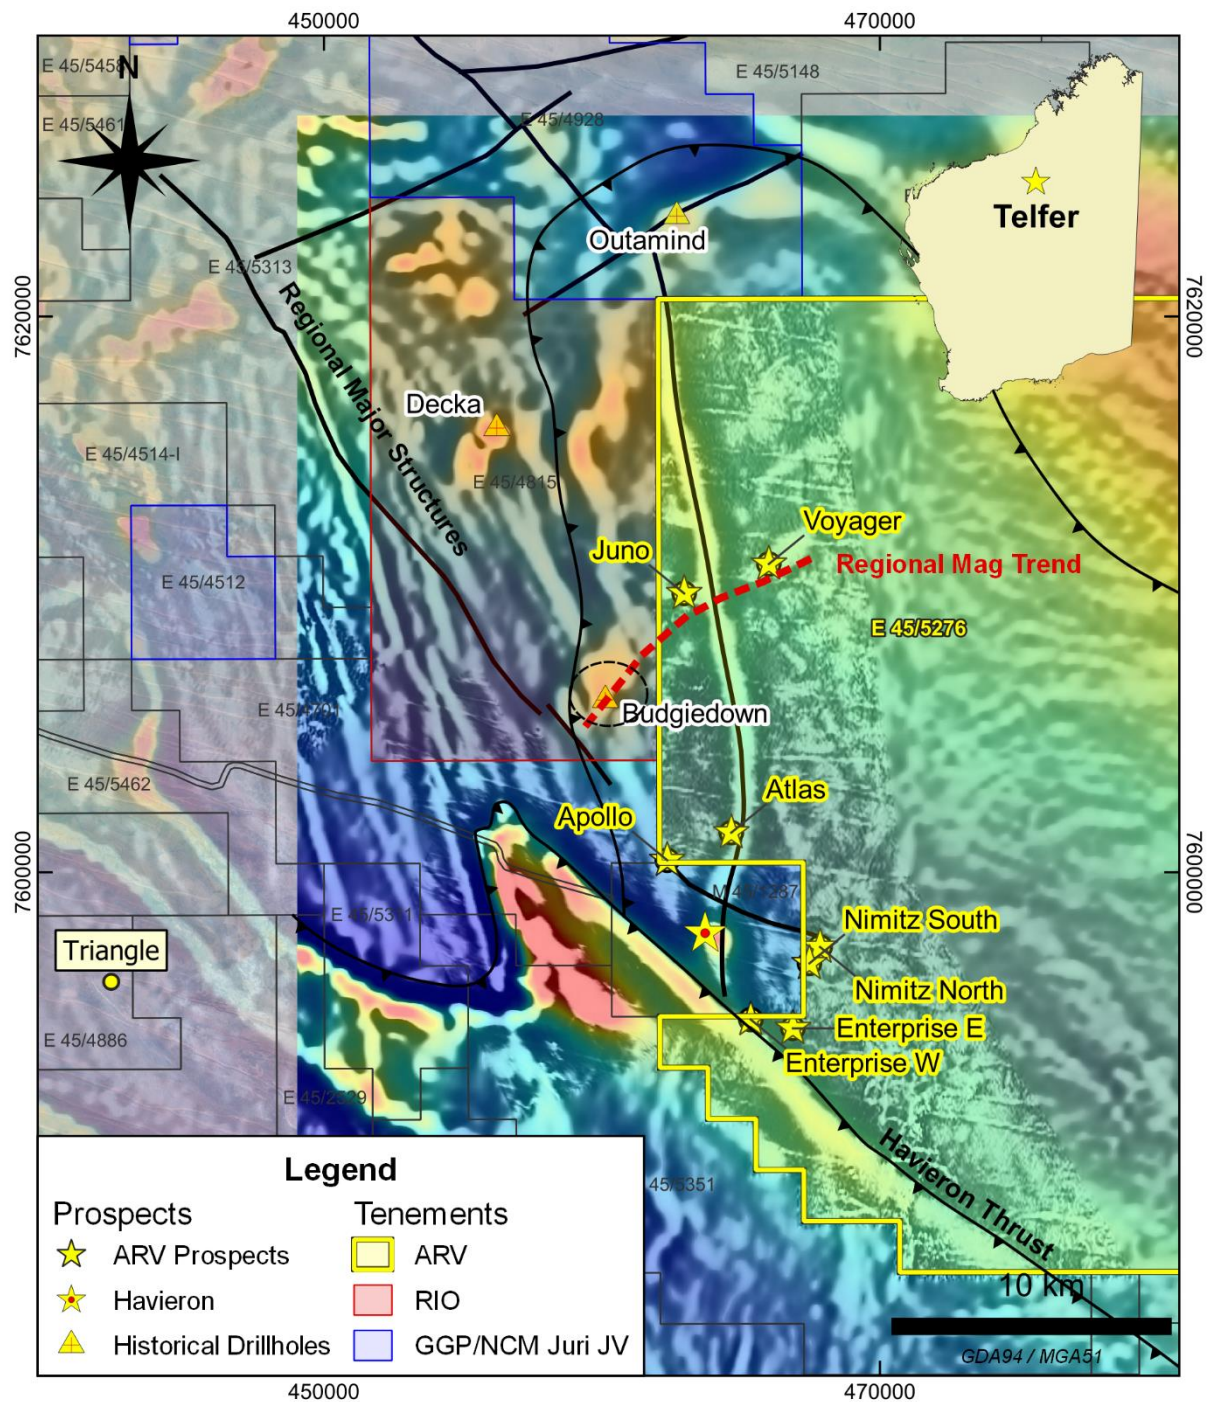 450000
470000
E 45/5458
N
E 45/5148
E 45/5461
E 45/4928
Telfer
Outamind
E 45/5313
7620000
7620000
Regional Major Structures
Decka
E 45/4514-I
E 45/4815
Voyager
Juno
Regional Mag Trend
E 45/4512
E 45/5276
E 45/4701
Budgiedown
E 45/5462
Atlas
Apollo
7600000
7600000
E 45/5311
Nimitz South
Triangle
Nimitz North
Enterprise E
E 45/4886
Enterprise W
E 45/2529
Havieron Thrust
45/5351
Legend
Prospects
Tenements
ARV Prospects
ARV
Havieron
RIO
Historical Drillholes
GGP/NCM Juri JV
10 km
GDA94 / MGA51
450000
470000